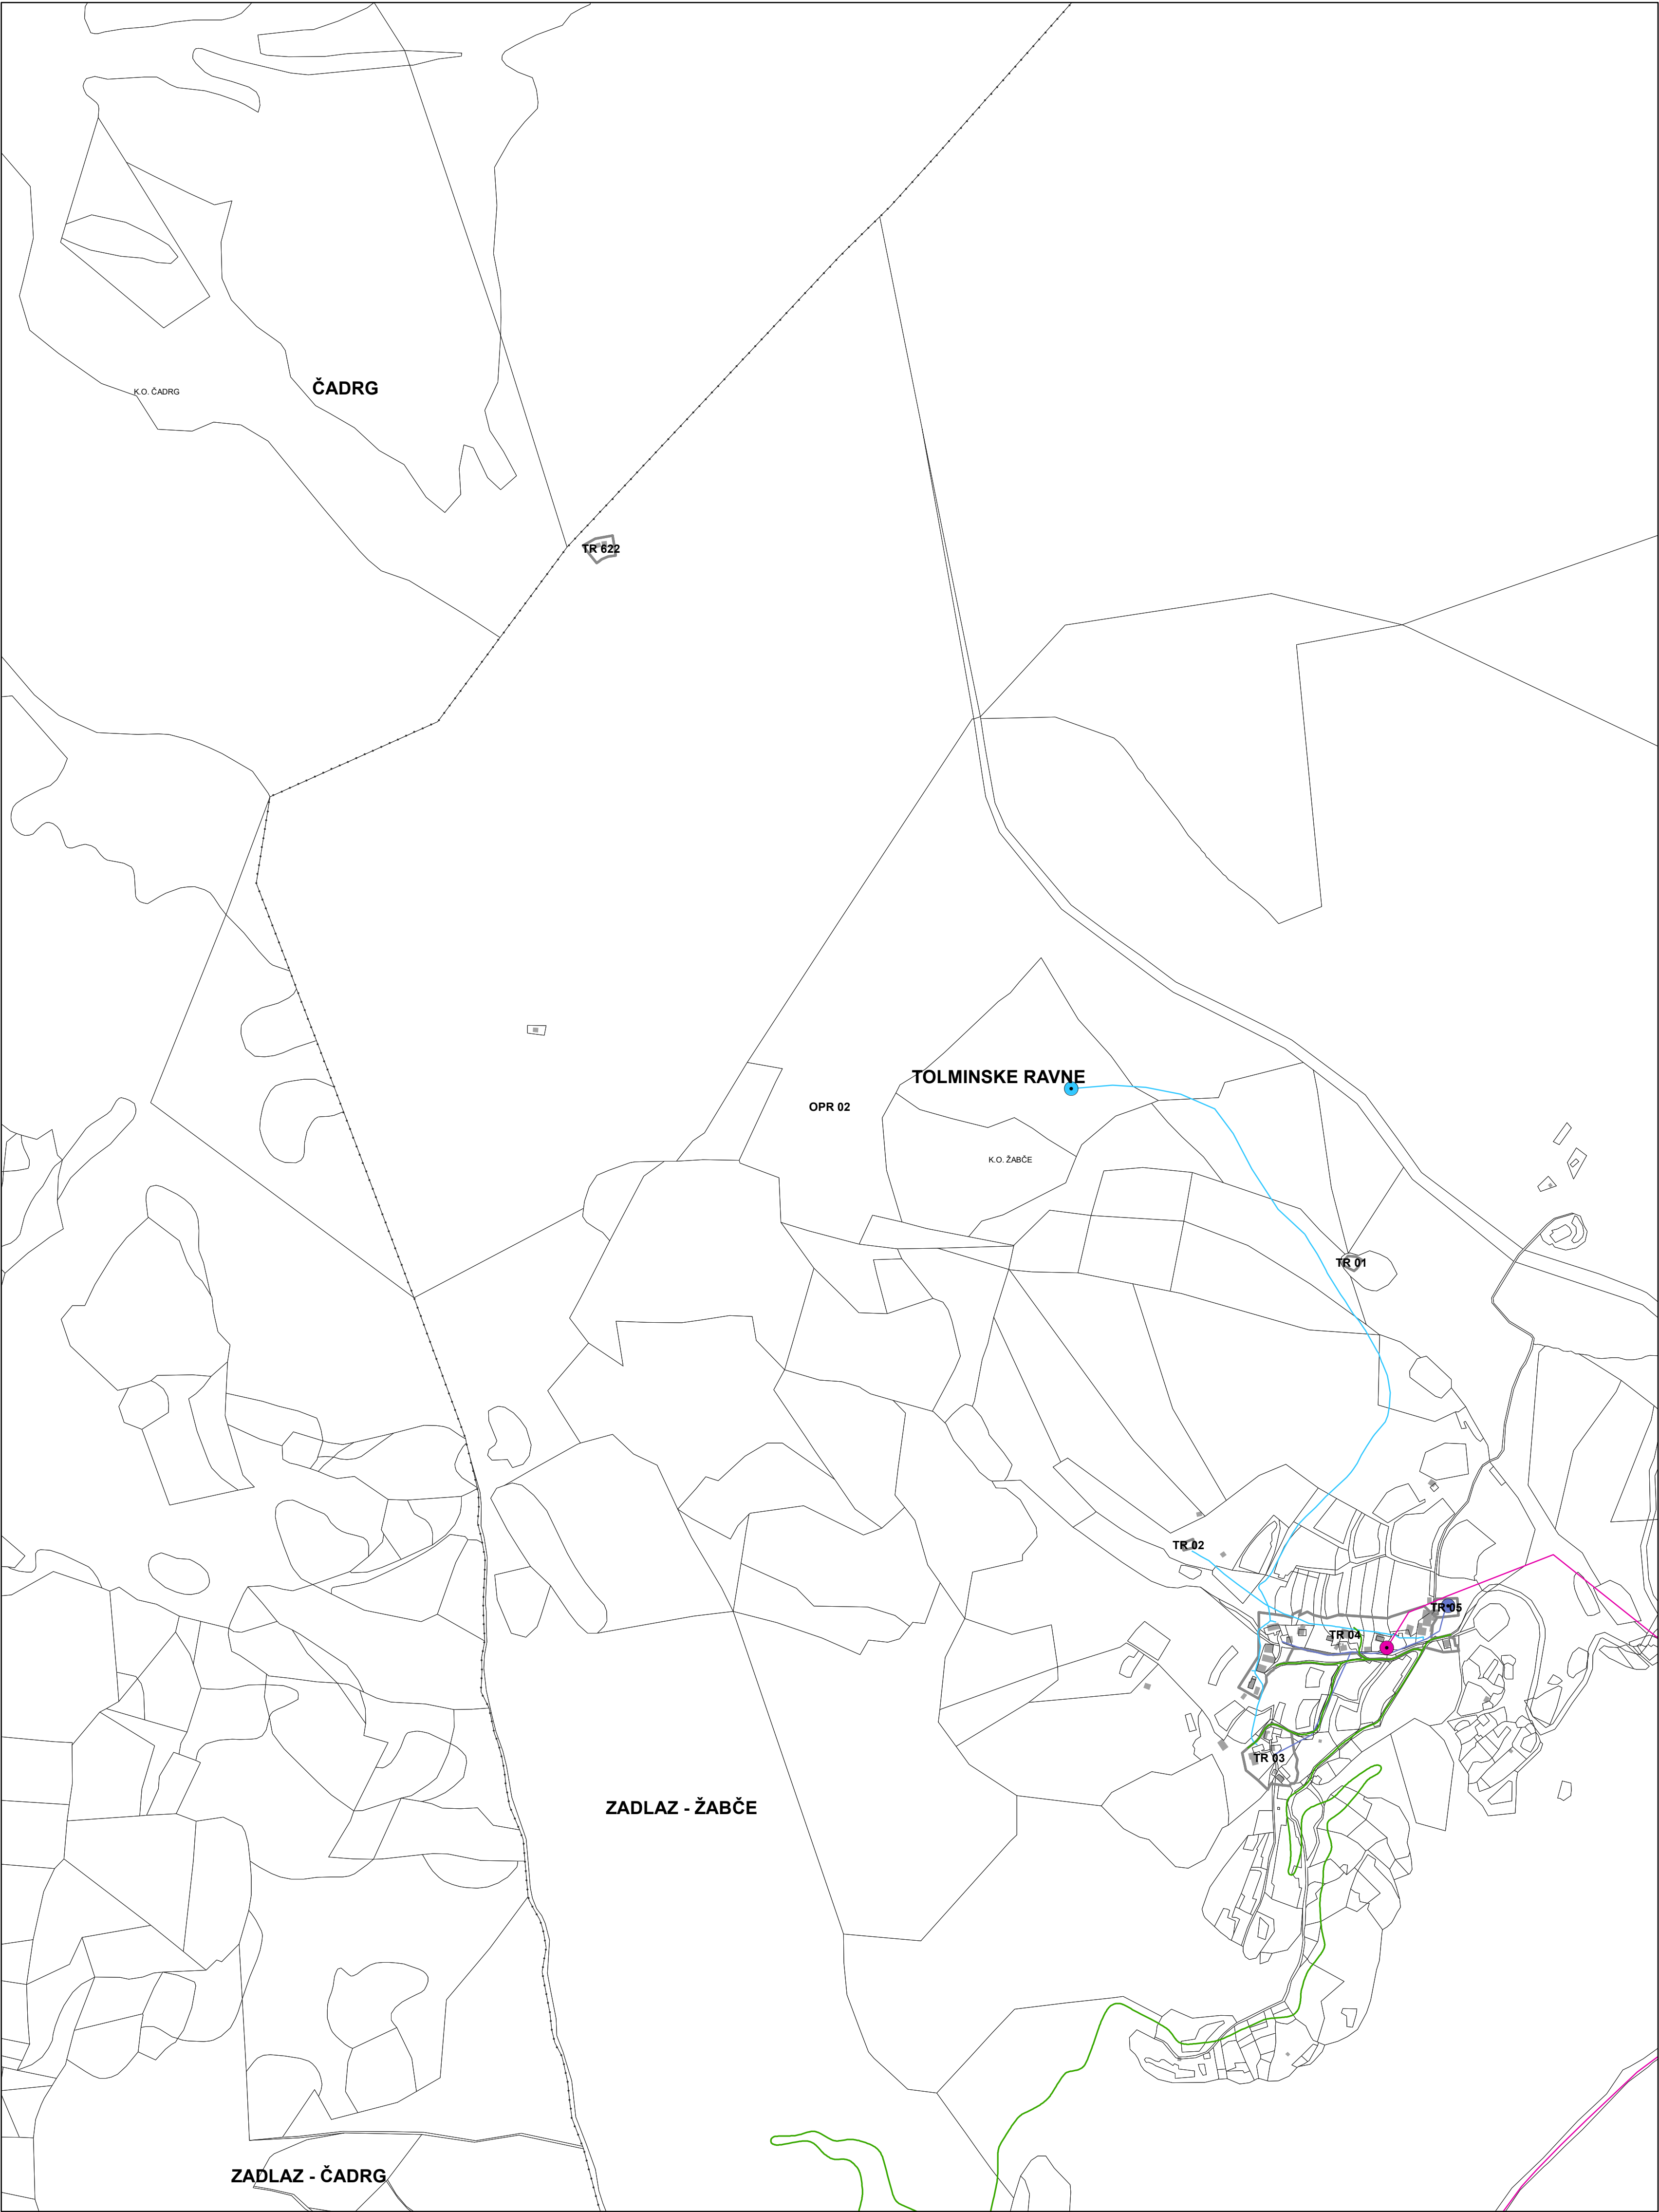 K.O. ČADRG
ČADRG
TR 622
TOLMINSKE RAVNE
OPR 02
K.O. ŽABČE
TR 01
TR 02
TR 05
TR 04
TR 03
ZADLAZ - ŽABČE
ZADLAZ - ČADRG